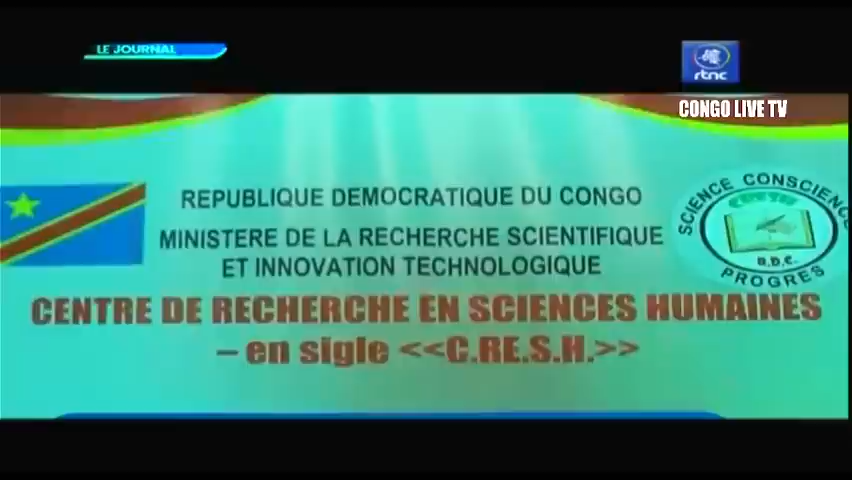 LE JOURNAL
rtnc
CONGO LIVE TV
REPUBLIQUE DEMOCRATIQUE DU CONGO
MINISTERE DE LA RECHERCHE SCIENTIFIQUE
ET INNOVATION TECHNOLOGIQUE
SCIENCE CONSCIENCE
PROGRES
CENTRE DE RECHERCHE EN SCIENCES HUMAINES
– en sigle <<C.RE.S.H.>>